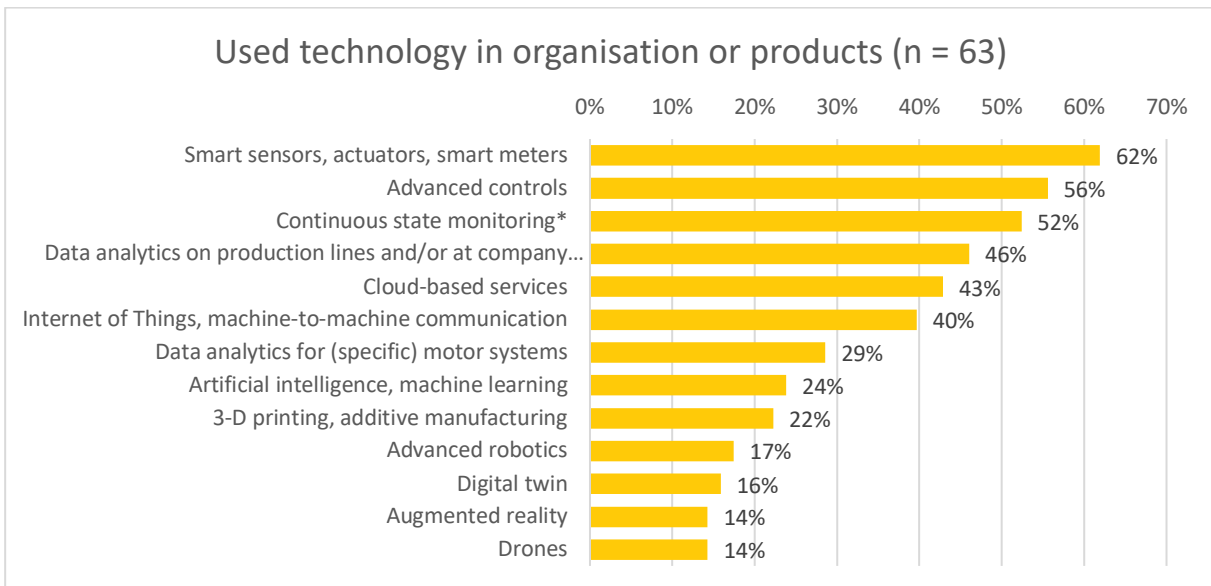 Used technology in organisation or products (n = 63)
0% 10% 20% 30% 40% 50% 60% 70%
Smart sensors, actuators, smart meters 62%
Advanced controls 56%
Continuous state monitoring* 52%
Data analytics on production lines and/or at company... 46%
Cloud-based services 43%
Internet of Things, machine-to-machine communication 40%
Data analytics for (specific) motor systems 29%
Artificial intelligence, machine learning 24%
3-D printing, additive manufacturing 22%
Advanced robotics 17%
Digital twin 16%
Augmented reality 14%
Drones 14%